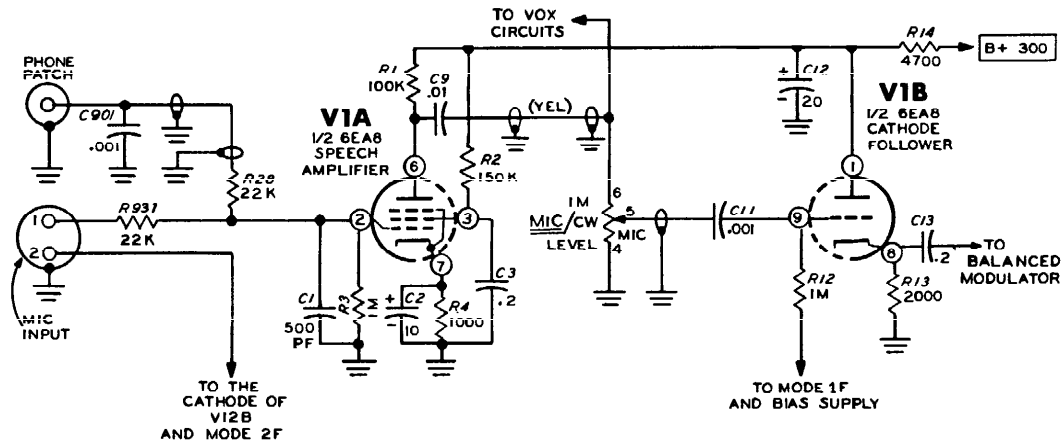 TO VOX
CIRCUITS
R14
4700
B+ 300
PHONE
PATCH
C901
.001
R28
22K
R1
100K
C9
.01
(YEL)
V1A
1/2 6EA8
SPEECH
AMPLIFIER
6
R2
150K
+
C12
-
20
V1B
1/2 6EA8
CATHODE
FOLLOWER
1
1
2
R931
22K
2
3
7
6
1M
MIC/CW
LEVEL
5
MIC
4
C11
.001
9
8
C13
.2
TO
BALANCED
MODULATOR
MIC
INPUT
C1
500
PF
R3
1M
+
C2
-
10
R4
1000
C3
.2
R12
1M
R13
2000
TO THE
CATHODE OF
V12B
AND MODE 2F
TO MODE 1F
AND BIAS SUPPLY